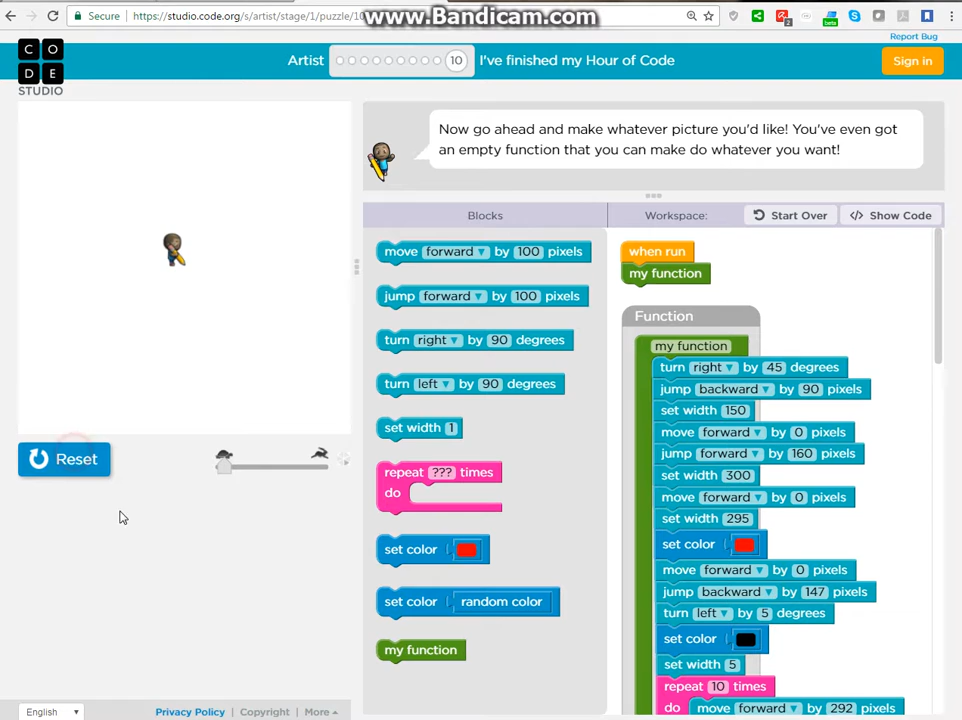 Secure
https://studio.code.org/s/artist/stage/1/puzzle/10
www.Bandicam.com
2
beta
Report Bug
C O
D E
STUDIO
Artist
10
I've finished my Hour of Code
Sign in
Now go ahead and make whatever picture you'd like! You've even got
an empty function that you can make do whatever you want!
Blocks
Workspace:
Start Over
</> Show Code
move forward by 100 pixels
jump forward by 100 pixels
turn right by 90 degrees
turn left by 90 degrees
set width 1
repeat ??? times
do
set color
set color random color
my function
when run
my function
Function
my function
turn right by 45 degrees
jump backward by 90 pixels
set width 150
move forward by 0 pixels
jump forward by 160 pixels
set width 300
move forward by 0 pixels
set width 295
set color
move forward by 0 pixels
jump backward by 147 pixels
turn left by 5 degrees
set color
set width 5
repeat 10 times
do move forward by 292 pixels
Reset
English
Privacy Policy | Copyright | More